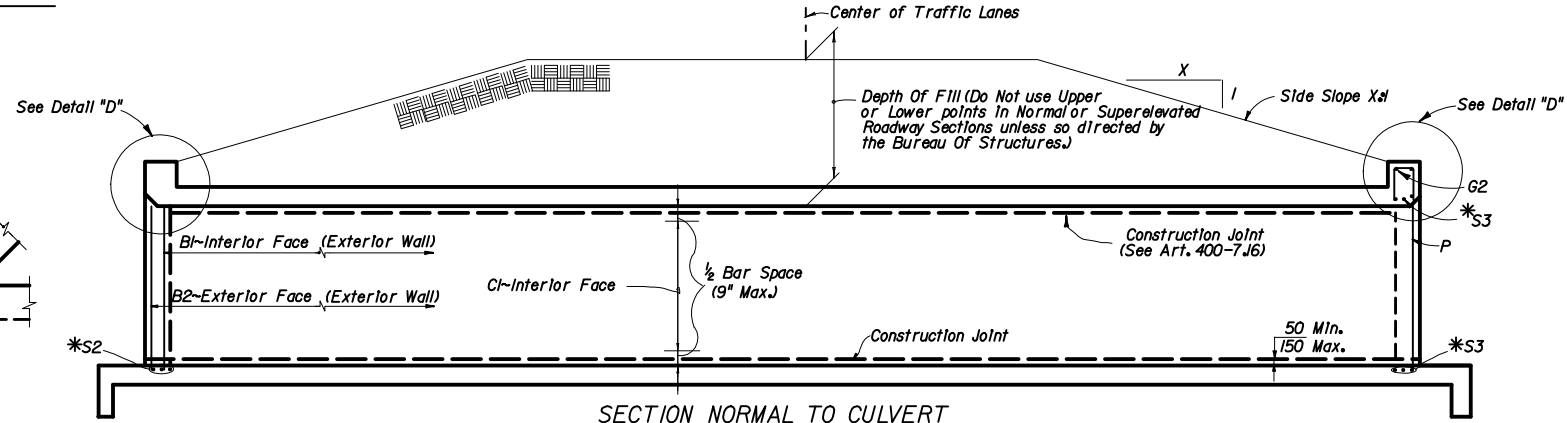 Center of Traffic Lanes
See Detail "D"
X
1
Side Slope X:1
See Detail "D"
Depth Of Fill (Do Not use Upper
or Lower points in Normal or Superelevated
Roadway Sections unless so directed by
the Bureau Of Structures.)
G2
*S3
B1~Interior Face (Exterior Wall)
Construction Joint
(See Art. 400-7.16)
P
C1~Interior Face
1/2 Bar Space
(9" Max.)
B2~Exterior Face (Exterior Wall)
*S2
Construction Joint
50 Min.
150 Max.
*S3
SECTION NORMAL TO CULVERT